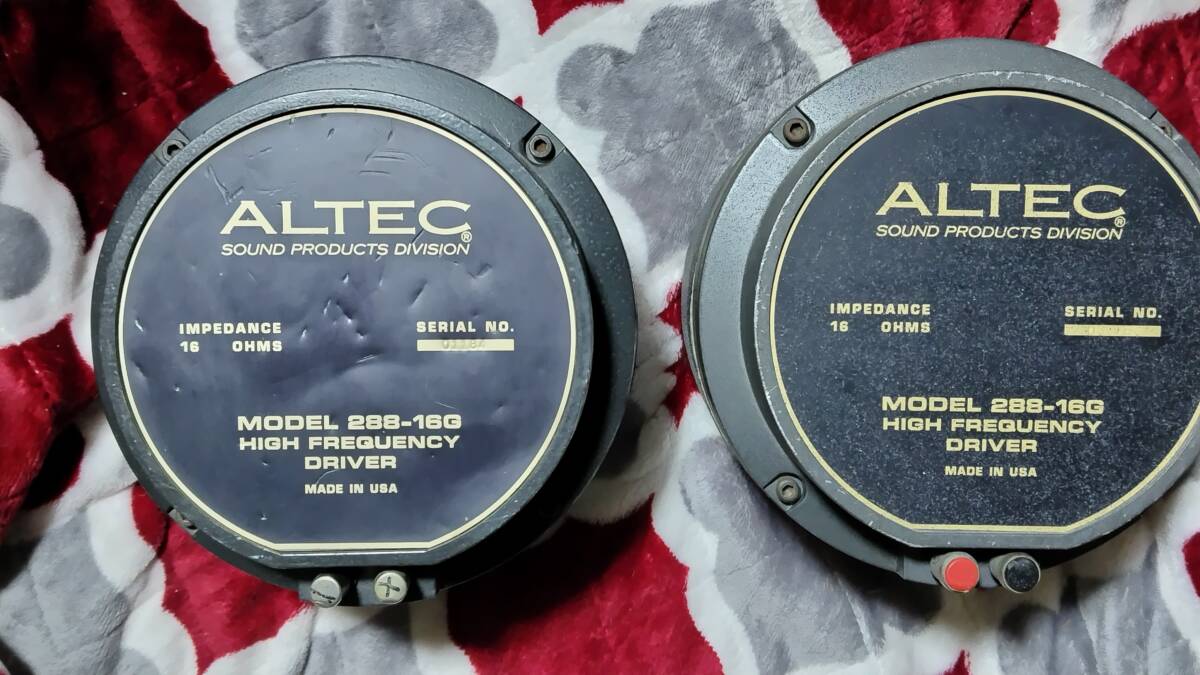 ALTEC®
SOUND PRODUCTS DIVISION
IMPEDANCE
16 OHMS
SERIAL NO.
MODEL 288-16G
HIGH FREQUENCY
DRIVER
MADE IN USA
ALTEC®
SOUND PRODUCTS DIVISION
IMPEDANCE
16 OHMS
SERIAL NO.
MODEL 288-16G
HIGH FREQUENCY
DRIVER
MADE IN USA